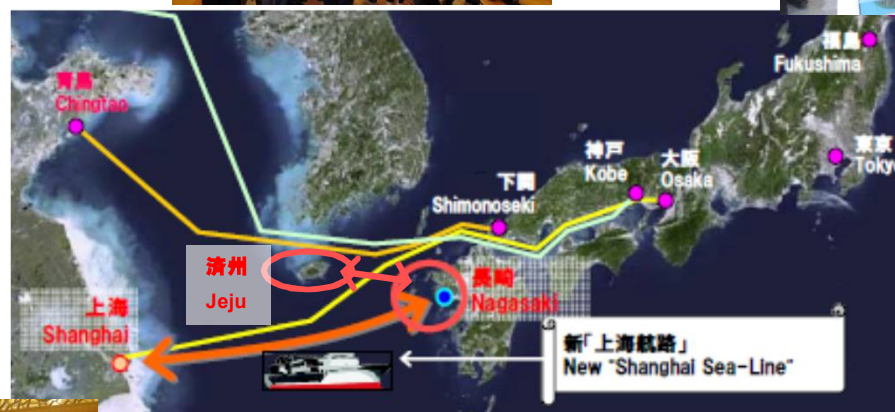 福島
Fukushima
青島
Chingtao
東京
Tokyo
神戸
Kobe
大阪
Osaka
下関
Shimonoseki
済州
Jeju
長崎
Nagasaki
上海
Shanghai
新「上海航路」
New "Shanghai Sea-Line"